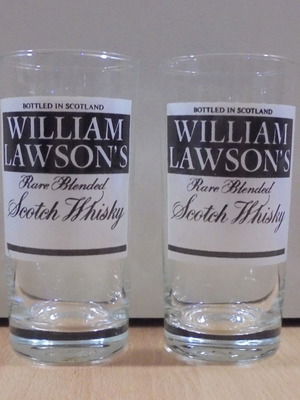 BOTTLED IN SCOTLAND
WILLIAM
LAWSON'S
Rare Blended
Scotch Whisky
BOTTLED IN SCOTLAND
WILLIAM
LAWSON'S
Rare Blended
Scotch Whisky